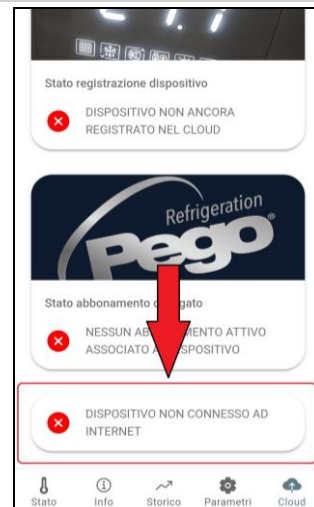 Stato registrazione dispositivo
DISPOSITIVO NON ANCORA
REGISTRATO NEL CLOUD
Refrigeration
Pego®
Stato abbonamento
NESSUN
ATTIVO
ASSOCIATO
DISPOSITIVO NON CONNESSO AD
INTERNET
Stato Info Storico Parametri Cloud